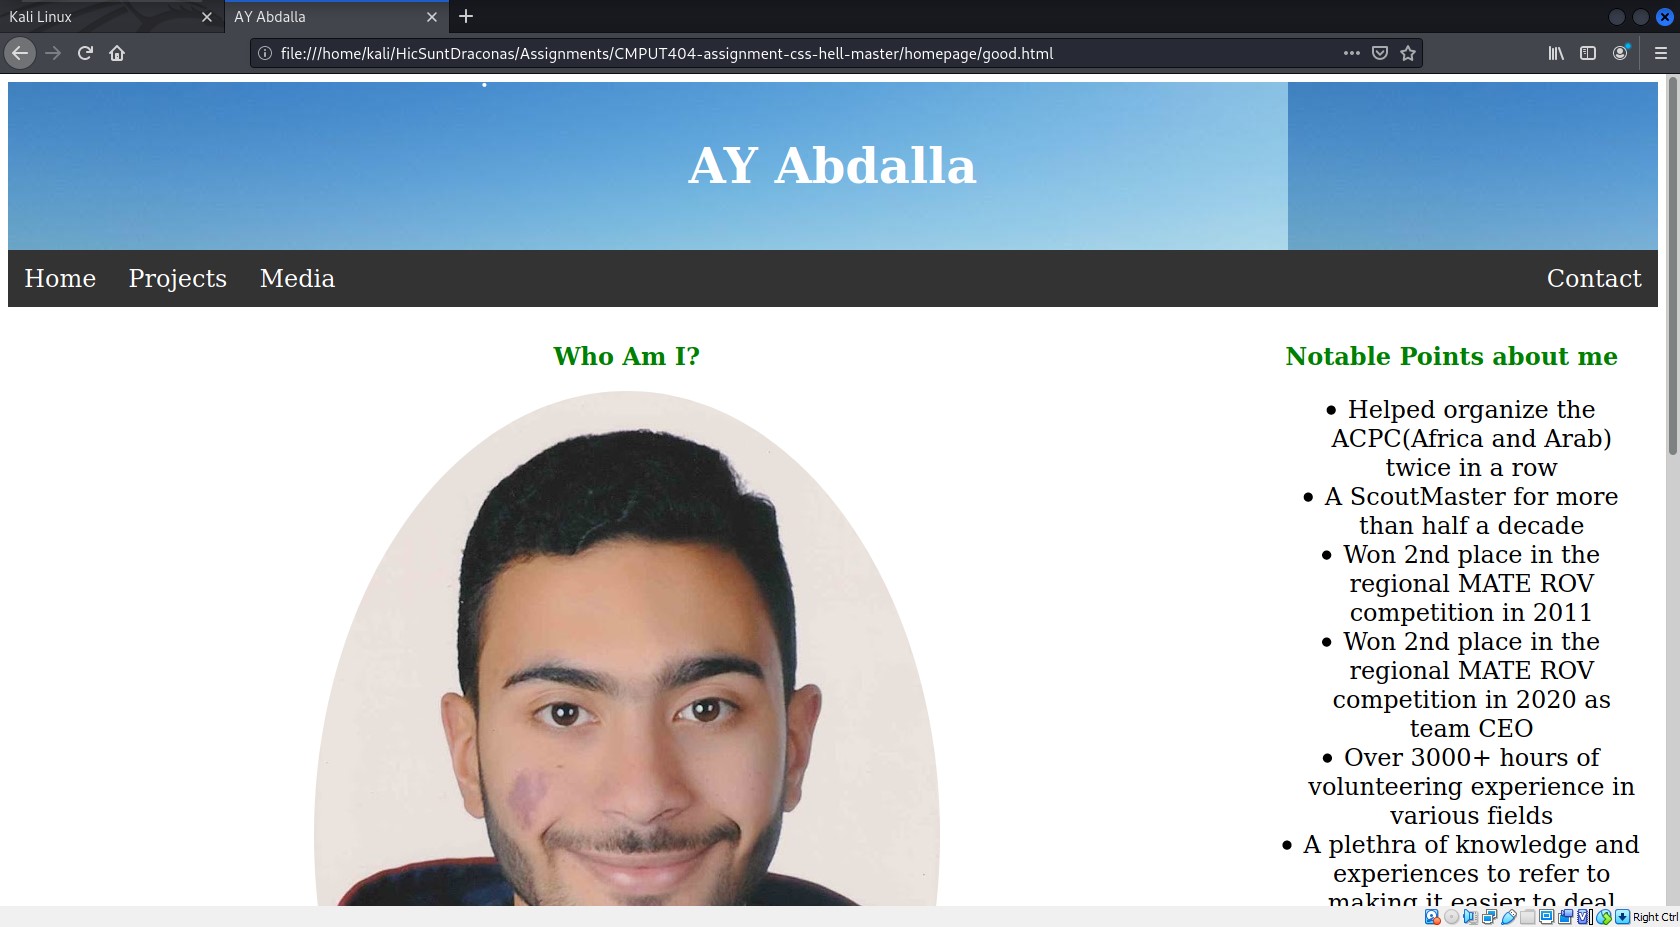 Kali Linux
AY Abdalla
file:///home/kali/HicSuntDraconas/Assignments/CMPUT404-assignment-css-hell-master/homepage/good.html
AY Abdalla
Home Projects Media Contact
Who Am I?
Notable Points about me
• Helped organize the
ACPC(Africa and Arab)
twice in a row
• A ScoutMaster for more
than half a decade
• Won 2nd place in the
regional MATE ROV
competition in 2011
• Won 2nd place in the
regional MATE ROV
competition in 2020 as
team CEO
• Over 3000+ hours of
volunteering experience in
various fields
• A plethra of knowledge and
experiences to refer to
making it easier to deal
Right Ctrl